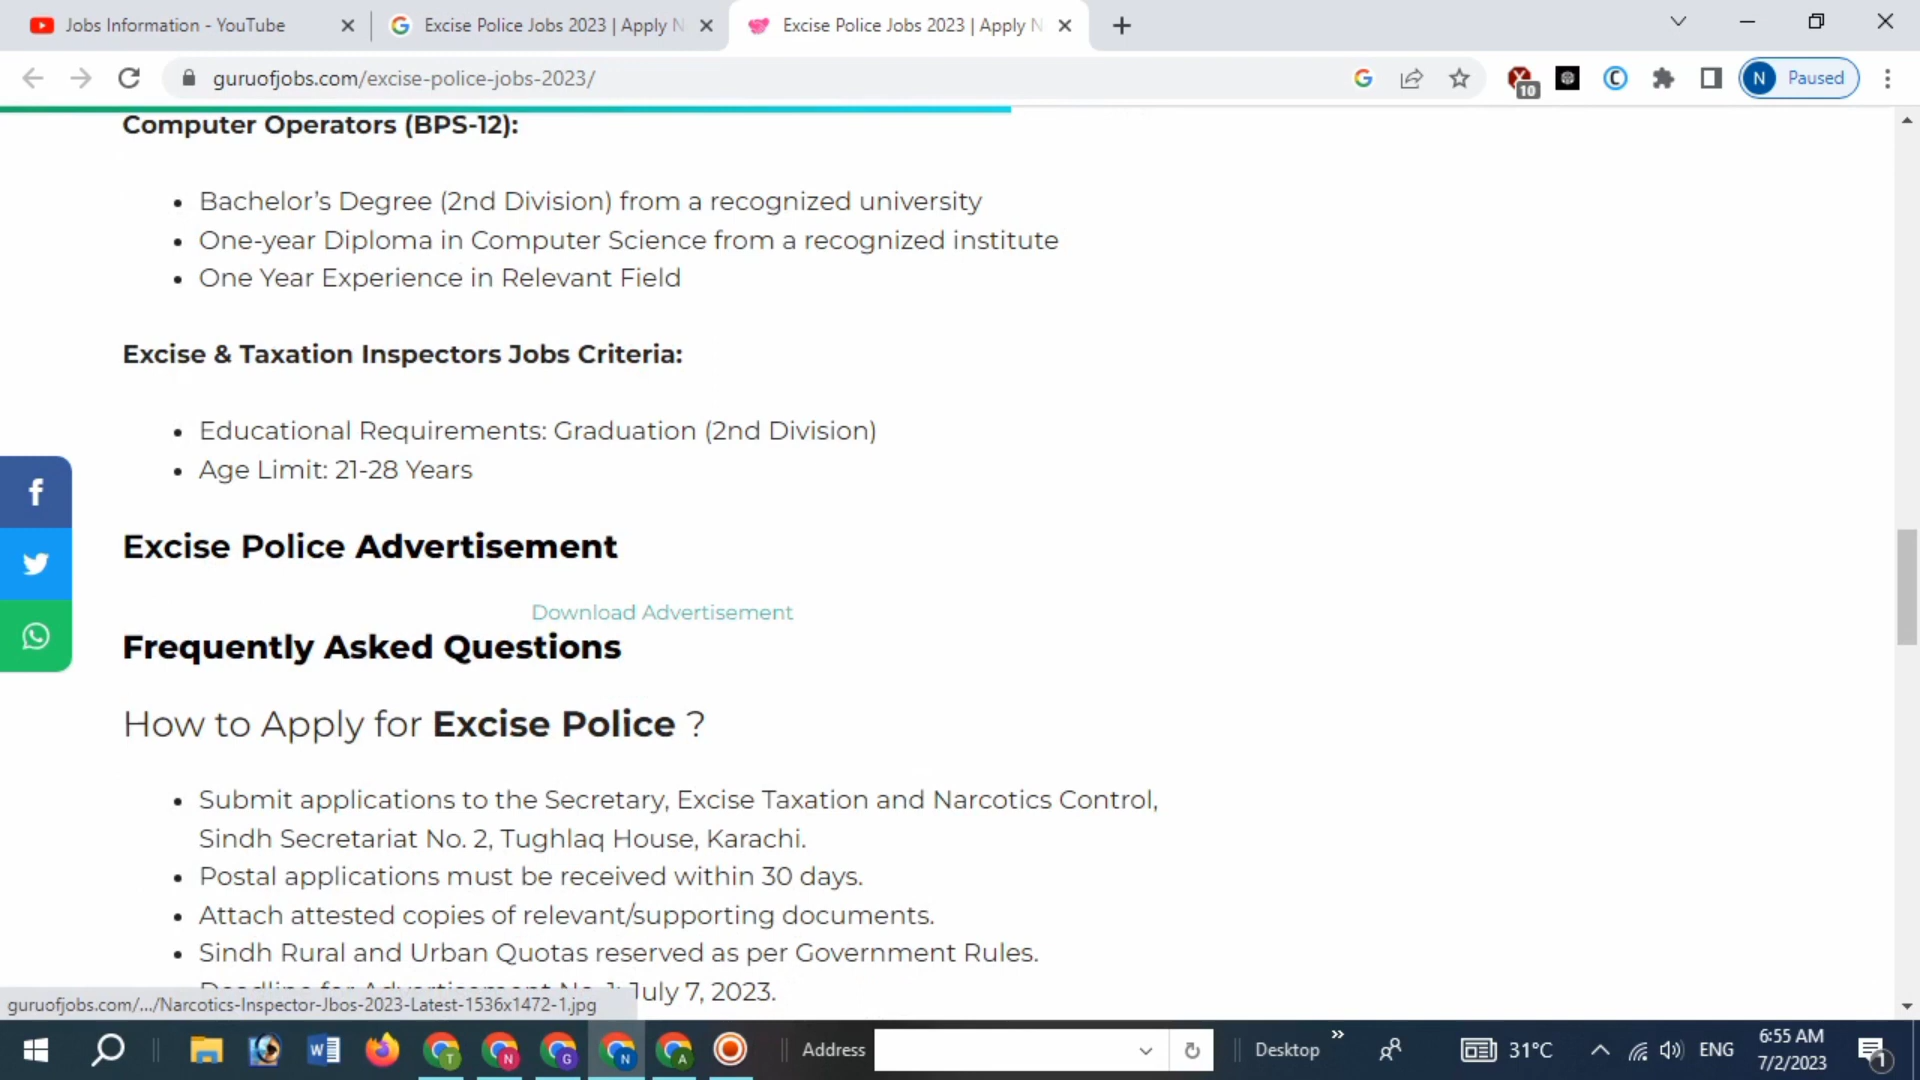 Jobs Information - YouTube
Excise Police Jobs 2023 | Apply N
Excise Police Jobs 2023 | Apply N
guruofjobs.com/excise-police-jobs-2023/
10
N Paused
Computer Operators (BPS-12):
• Bachelor’s Degree (2nd Division) from a recognized university
• One-year Diploma in Computer Science from a recognized institute
• One Year Experience in Relevant Field
Excise & Taxation Inspectors Jobs Criteria:
• Educational Requirements: Graduation (2nd Division)
• Age Limit: 21-28 Years
Excise Police Advertisement
Download Advertisement
Frequently Asked Questions
How to Apply for Excise Police ?
• Submit applications to the Secretary, Excise Taxation and Narcotics Control,
Sindh Secretariat No. 2, Tughlaq House, Karachi.
• Postal applications must be received within 30 days.
• Attach attested copies of relevant/supporting documents.
• Sindh Rural and Urban Quotas reserved as per Government Rules.
Deadline for Advertisement No. 1: July 7, 2023.
guruofjobs.com/.../Narcotics-Inspector-Jbos-2023-Latest-1536x1472-1.jpg
T
N
G
N
A
Address
Desktop
31°C
ENG
6:55 AM
7/2/2023
1